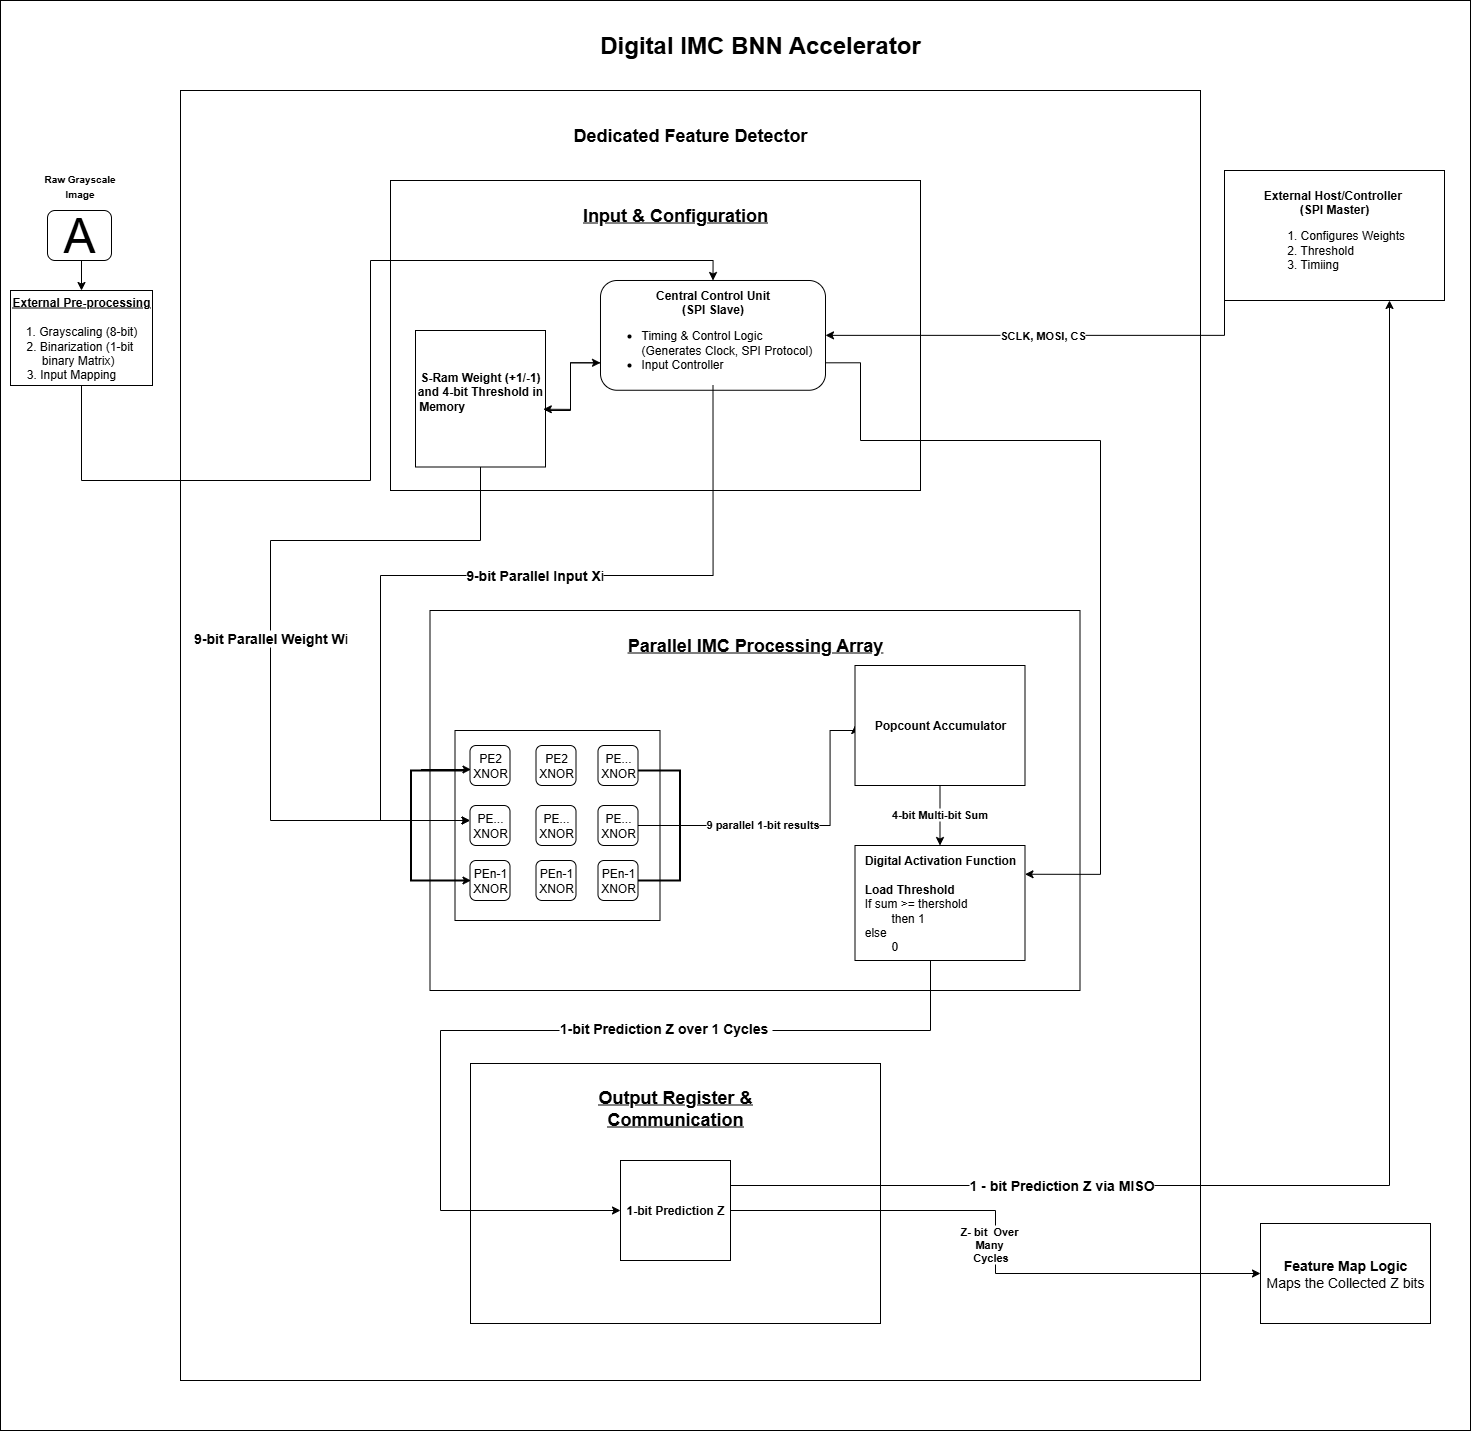 Digital IMC BNN Accelerator
Dedicated Feature Detector
Raw Grayscale
Image
A
External Pre-processing
1. Grayscaling (8-bit)
2. Binarization (1-bit
binary Matrix)
3. Input Mapping
Input & Configuration
Central Control Unit
(SPI Slave)
• Timing & Control Logic
(Generates Clock, SPI Protocol)
• Input Controller
S-Ram Weight (+1/-1)
and 4-bit Threshold in
Memory
External Host/Controller
(SPI Master)
1. Configures Weights
2. Threshold
3. Timiing
SCLK, MOSI, CS
9-bit Parallel Input Xi
9-bit Parallel Weight Wi
Parallel IMC Processing Array
PE2
XNOR
PE2
XNOR
PE...
XNOR
PE...
XNOR
PE...
XNOR
PE...
XNOR
PEn-1
XNOR
PEn-1
XNOR
PEn-1
XNOR
9 parallel 1-bit results
Popcount Accumulator
4-bit Multi-bit Sum
Digital Activation Function
Load Threshold
If sum >= thershold
then 1
else
0
1-bit Prediction Z over 1 Cycles
Output Register &
Communication
1-bit Prediction Z
1 - bit Prediction Z via MISO
Z- bit Over
Many
Cycles
Feature Map Logic
Maps the Collected Z bits